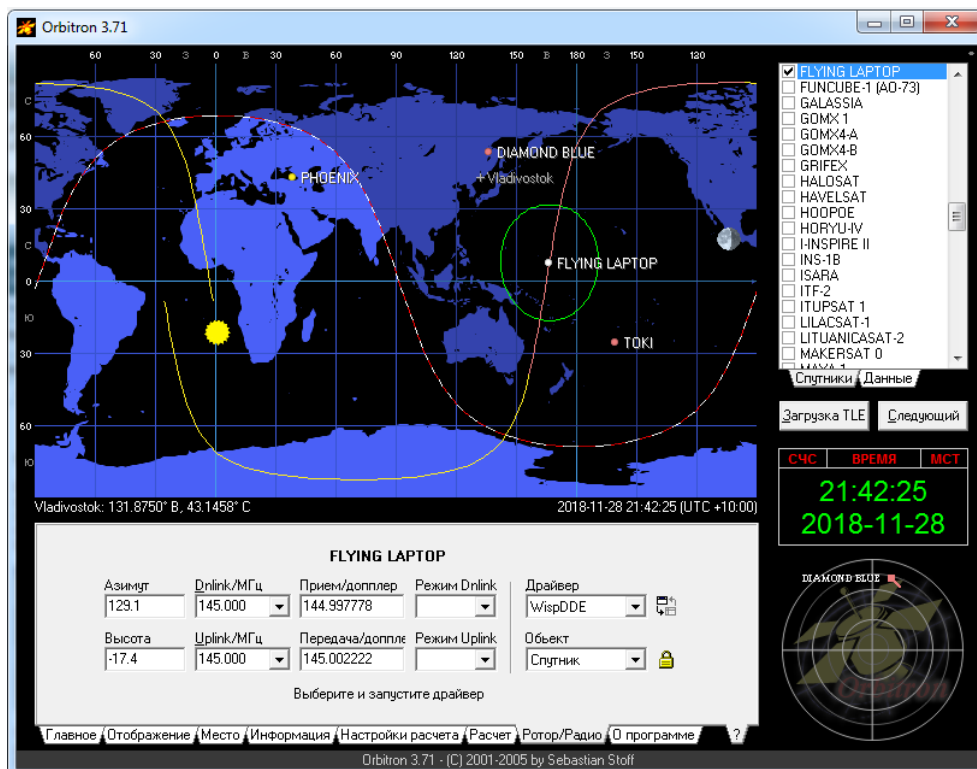 Orbitron 3.71
60 30 З 0 В 30 60 90 120 150 В 180 З 150 120
С
60
30
С
0
Ю
30
60
Ю
DIAMOND BLUE
PHOENIX
+Vladivostok
FLYING LAPTOP
TOKI
Vladivostok: 131.8750° В, 43.1458° С
2018-11-28 21:42:25 (UTC +10:00)
FLYING LAPTOP
FUNCUBE-1 (AO-73)
GALASSIA
GOMX 1
GOMX4-A
GOMX4-B
GRIFEX
HALOSAT
HAVELSAT
HOOPOE
HORYU-IV
I-INSPIRE II
INS-1B
ISARA
ITF-2
ITUPSAT 1
LILACSAT-1
LITUANICASAT-2
MAKERSAT 0
MAYA-1
Спутники Данные
Загрузка TLE Следующий
СЧС ВРЕМЯ МСТ
21:42:25
2018-11-28
DIAMOND BLUE
Orbitron
FLYING LAPTOP
Азимут Dnlink/МГц Прием/допплер Режим Dnlink Драйвер
129.1 145.000 144.997778 WispDDE
Высота Uplink/МГц Передача/доппле Режим Uplink Обьект
-17.4 145.000 145.002222 Спутник
Выберите и запустите драйвер
Главное Отображение Место Информация Настройки расчета Расчет Ротор/Радио О программе ?
Orbitron 3.71 - (C) 2001-2005 by Sebastian Stoff